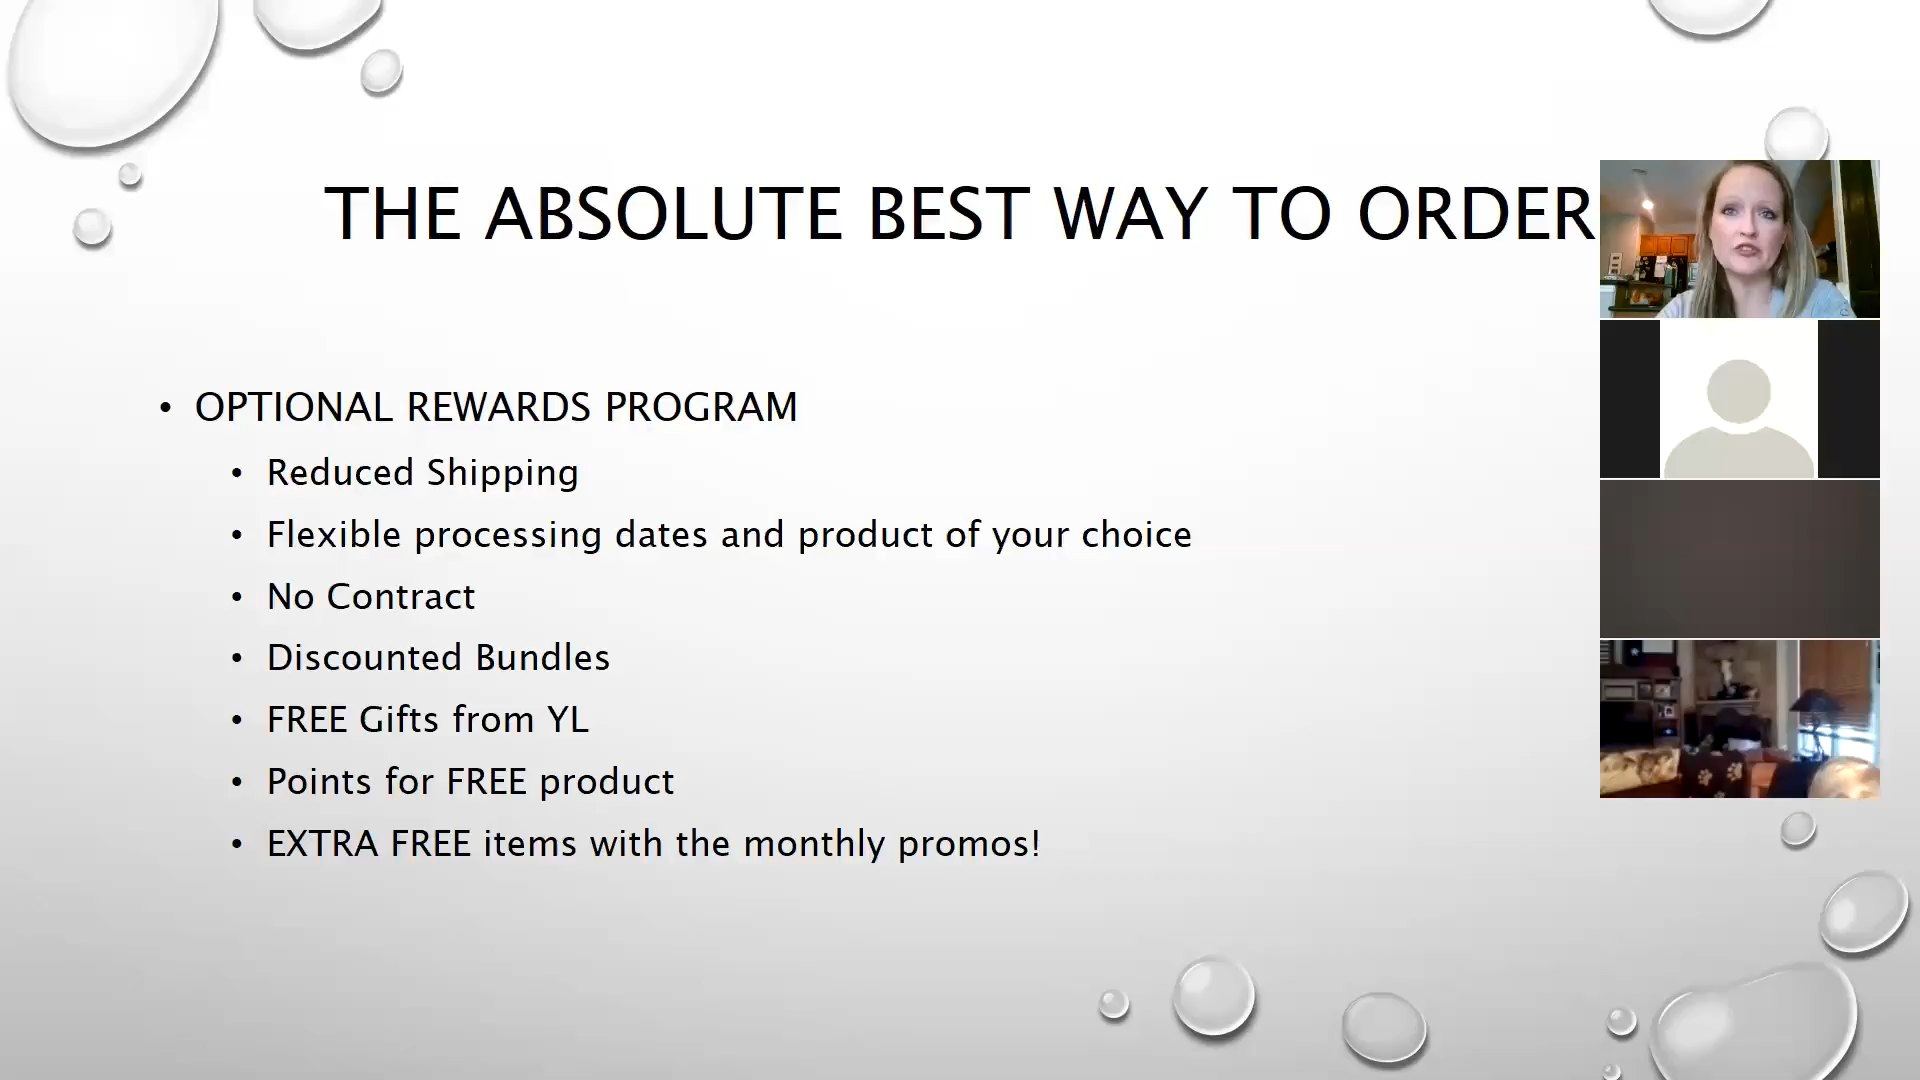 THE ABSOLUTE BEST WAY TO ORDER
• OPTIONAL REWARDS PROGRAM
• Reduced Shipping
• Flexible processing dates and product of your choice
• No Contract
• Discounted Bundles
• FREE Gifts from YL
• Points for FREE product
• EXTRA FREE items with the monthly promos!